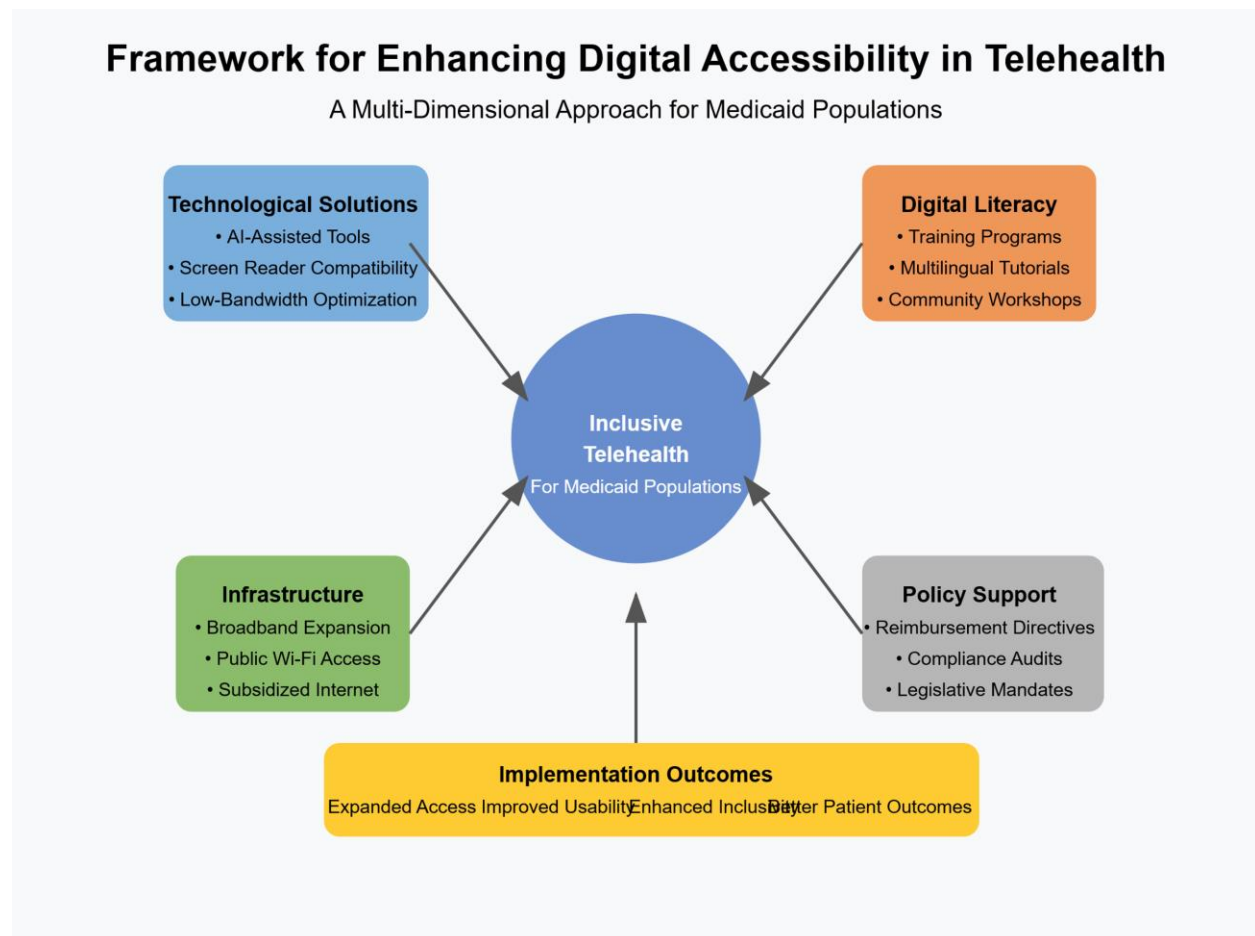 Framework for Enhancing Digital Accessibility in Telehealth
A Multi-Dimensional Approach for Medicaid Populations
Technological Solutions
• AI-Assisted Tools
• Screen Reader Compatibility
• Low-Bandwidth Optimization
Digital Literacy
• Training Programs
• Multilingual Tutorials
• Community Workshops
Inclusive
Telehealth
For Medicaid Populations
Infrastructure
• Broadband Expansion
• Public Wi-Fi Access
• Subsidized Internet
Policy Support
• Reimbursement Directives
• Compliance Audits
• Legislative Mandates
Implementation Outcomes
Expanded Access Improved Usability Enhanced Inclusivity Better Patient Outcomes